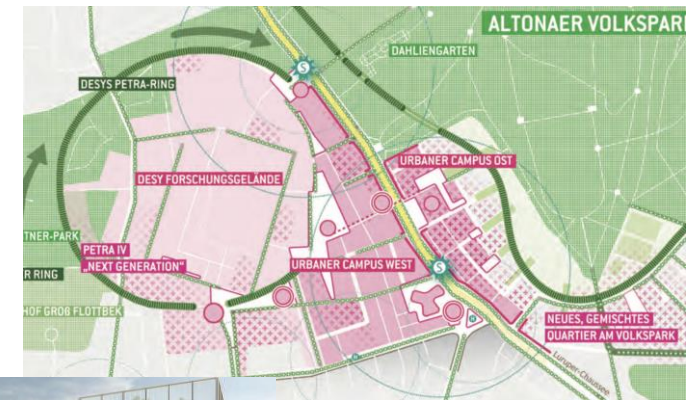 ALTONAER VOLKSPARK
DAHLIENGARTEN
S
DESYS PETRA-RING
URBANER CAMPUS OST
DESY FORSCHUNGSGELÄNDE
TNER-PARK
PETRA IV
„NEXT GENERATION"
R RING
URBANER CAMPUS WEST
S
HOF GROß FLOTTBEK
H
NEUES, GEMISCHTES
QUARTIER AM VOLKSPARK
Luruper-Chaussee
H